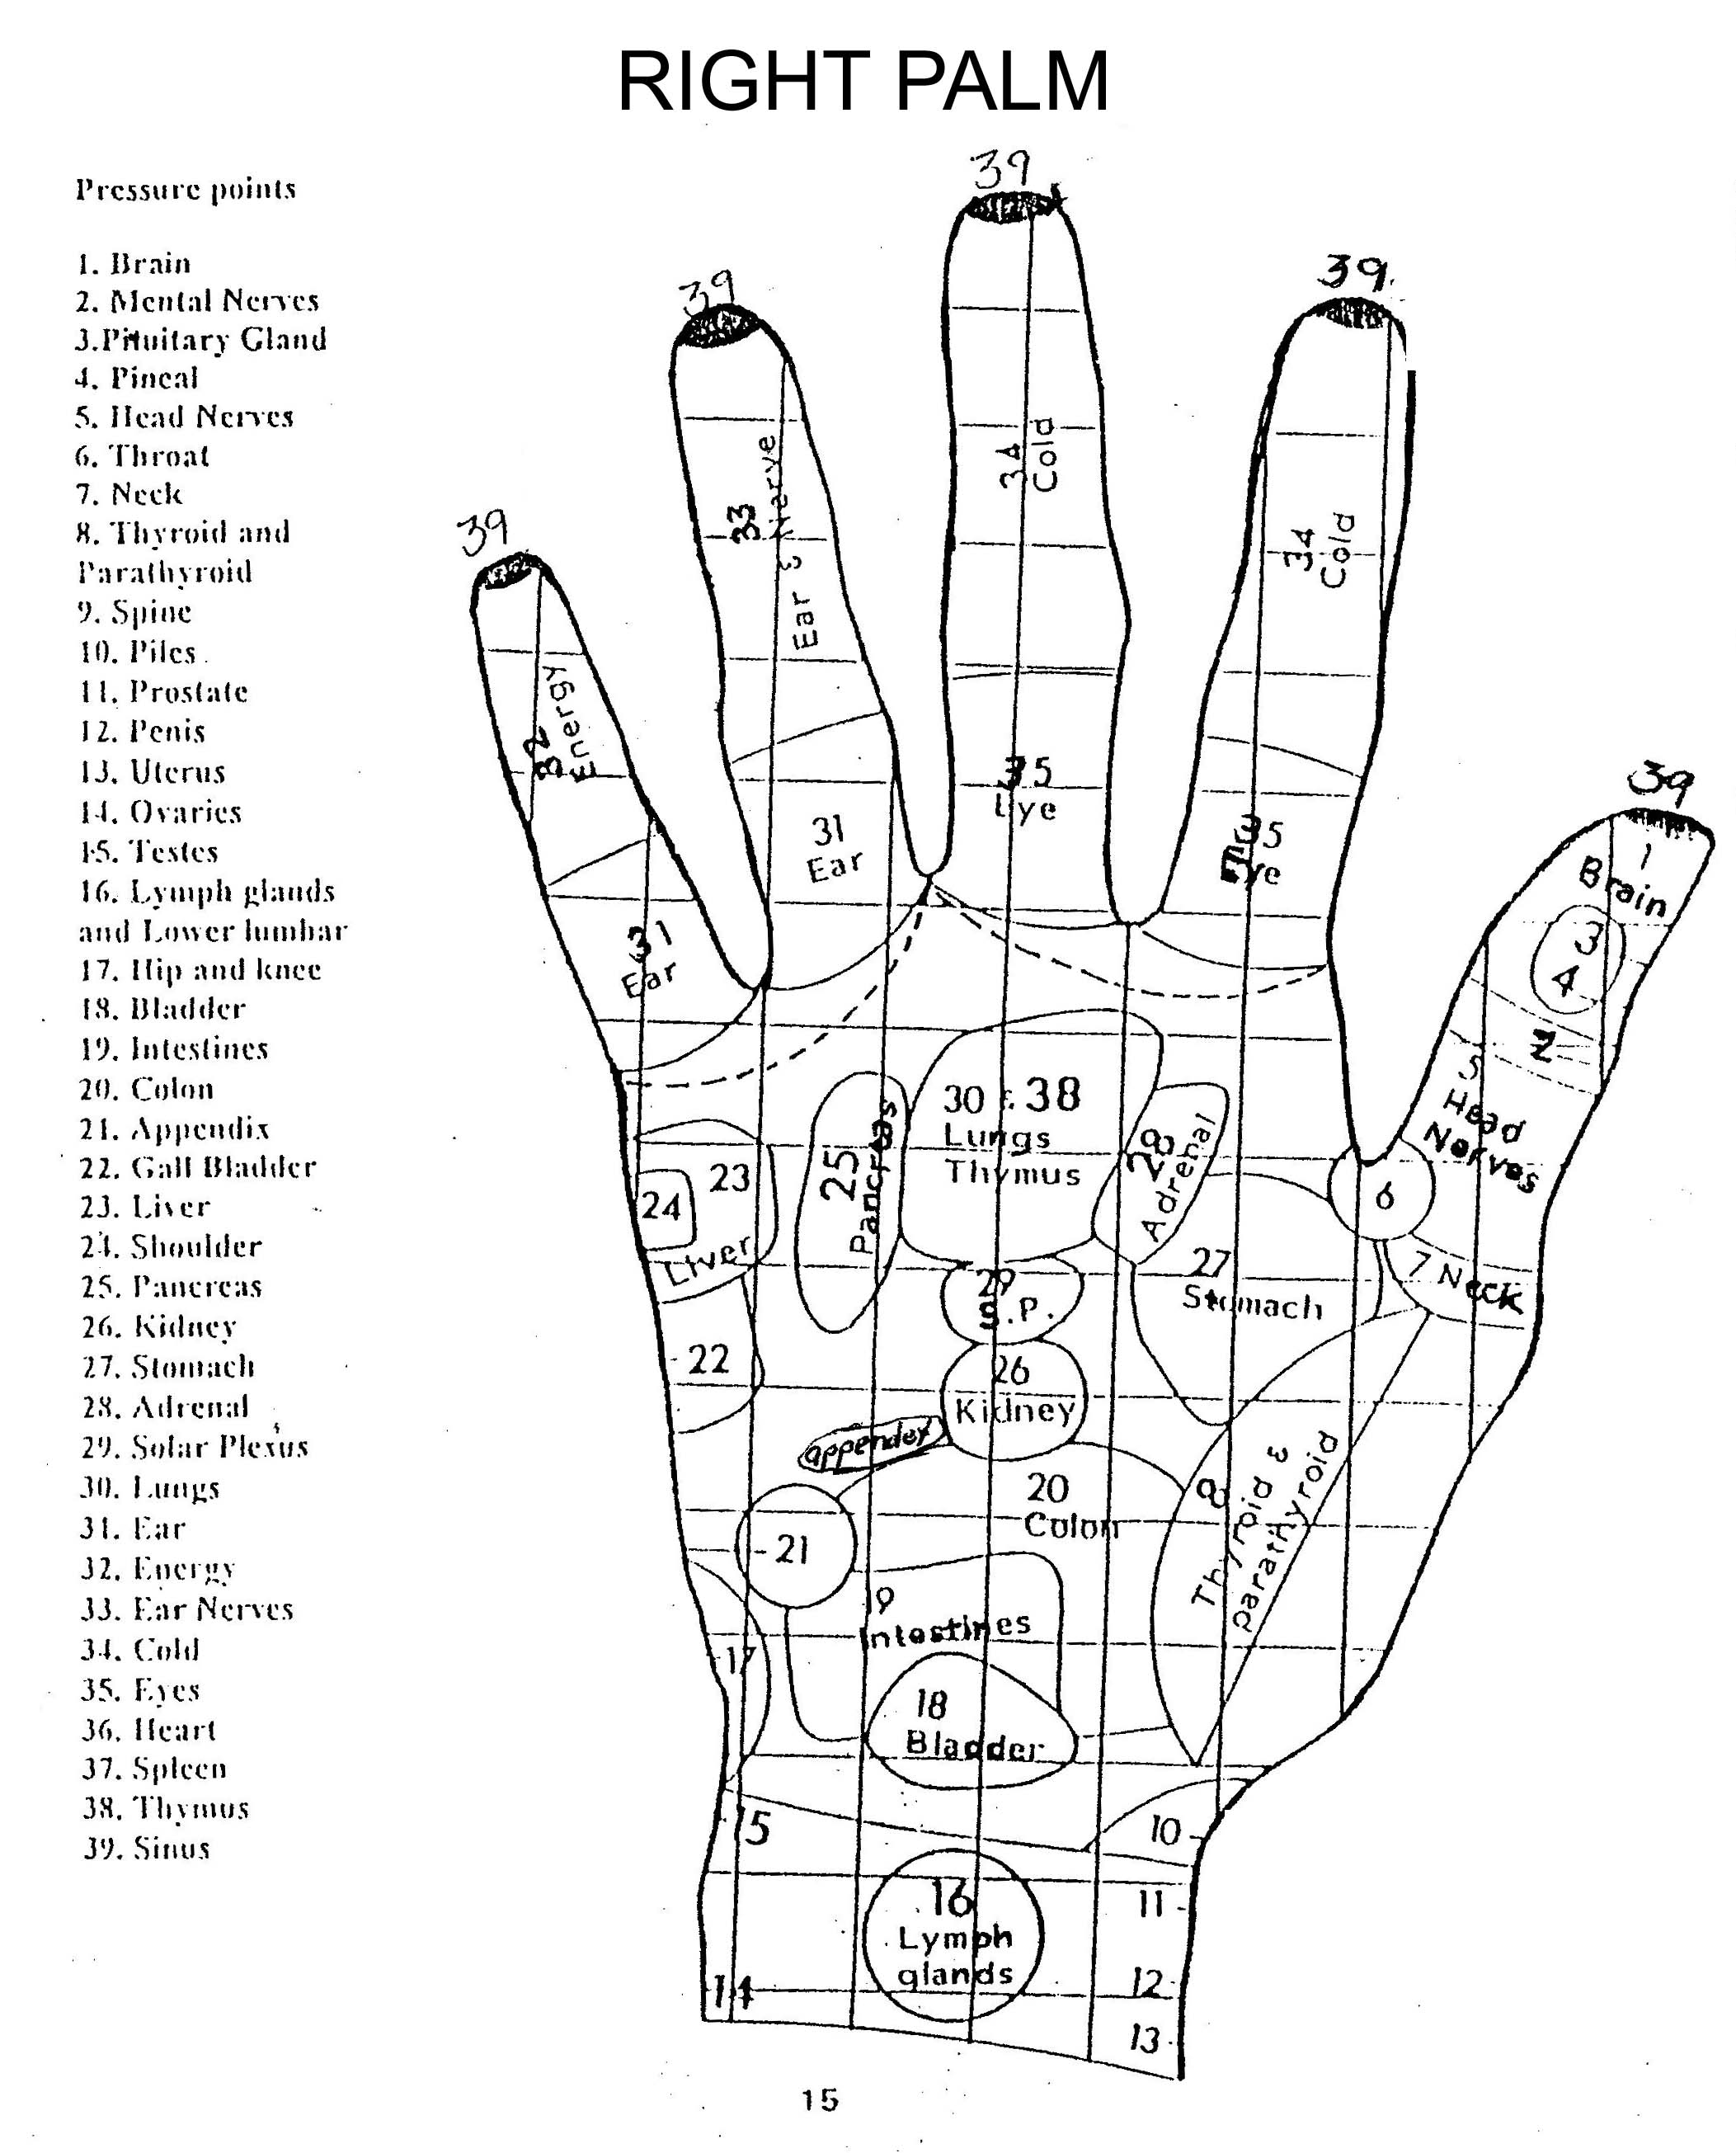 RIGHT PALM
Pressure points
1. Brain
2. Mental Nerves
3.Pituitary Gland
4. Pineal
5. Head Nerves
6. Throat
7. Neck
8. Thyroid and
Parathyroid
9. Spine
10. Piles
11. Prostate
12. Penis
13. Uterus
14. Ovaries
15. Testes
16. Lymph glands
and Lower lumbar
17. Hip and knee
18. Bladder
19. Intestines
20. Colon
21. Appendix
22. Gall Bladder
23. Liver
24. Shoulder
25. Pancreas
26. Kidney
27. Stomach
28. Adrenal
29. Solar Plexus
30. Lungs
31. Ear
32. Energy
33. Ear Nerves
34. Cold
35. Eyes
36. Heart
37. Spleen
38. Thymus
39. Sinus
39
39
39
39
39
33
Ear & Nerve
34
Cold
34
Cold
32
Energy
35
Eye
35
Eye
31
Ear
31
Ear
1
Brain
3
4
2
5
Head
Nerves
6
7 Neck
30 & 38
Lungs
Thymus
28
Adrenal
25
Pancreas
23
24
Liver
22
27
Stomach
29
S.P.
26
Kidney
appendex
20
Colon
8
Thyroid &
parathyroid
21
19
Intestines
17
18
Bladder
15
10
16
Lymph
glands
11
12
14
13
15